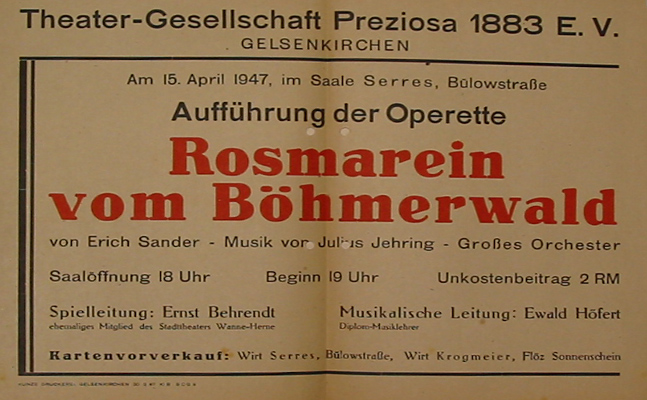 Theater-Gesellschaft Preziosa 1883 E. V.
GELSENKIRCHEN
Am 15. April 1947, im Saale Serres, Bülowstraße
Aufführung der Operette
Rosmarein
vom Böhmerwald
von Erich Sander - Musik von Julius Jehring - Großes Orchester
Saalöffnung 18 Uhr Beginn 19 Uhr Unkostenbeitrag 2 RM
Spielleitung: Ernst Behrendt Musikalische Leitung: Ewald Höfert
ehemaliges Mitglied des Stadttheaters Wanne-Herne Diplom-Musiklehrer
Kartenvorverkauf: Wirt Serres, Bülowstraße, Wirt Krogmeier, Flöz Sonnenschein
DRUCKEREI, GELSENKIRCHEN